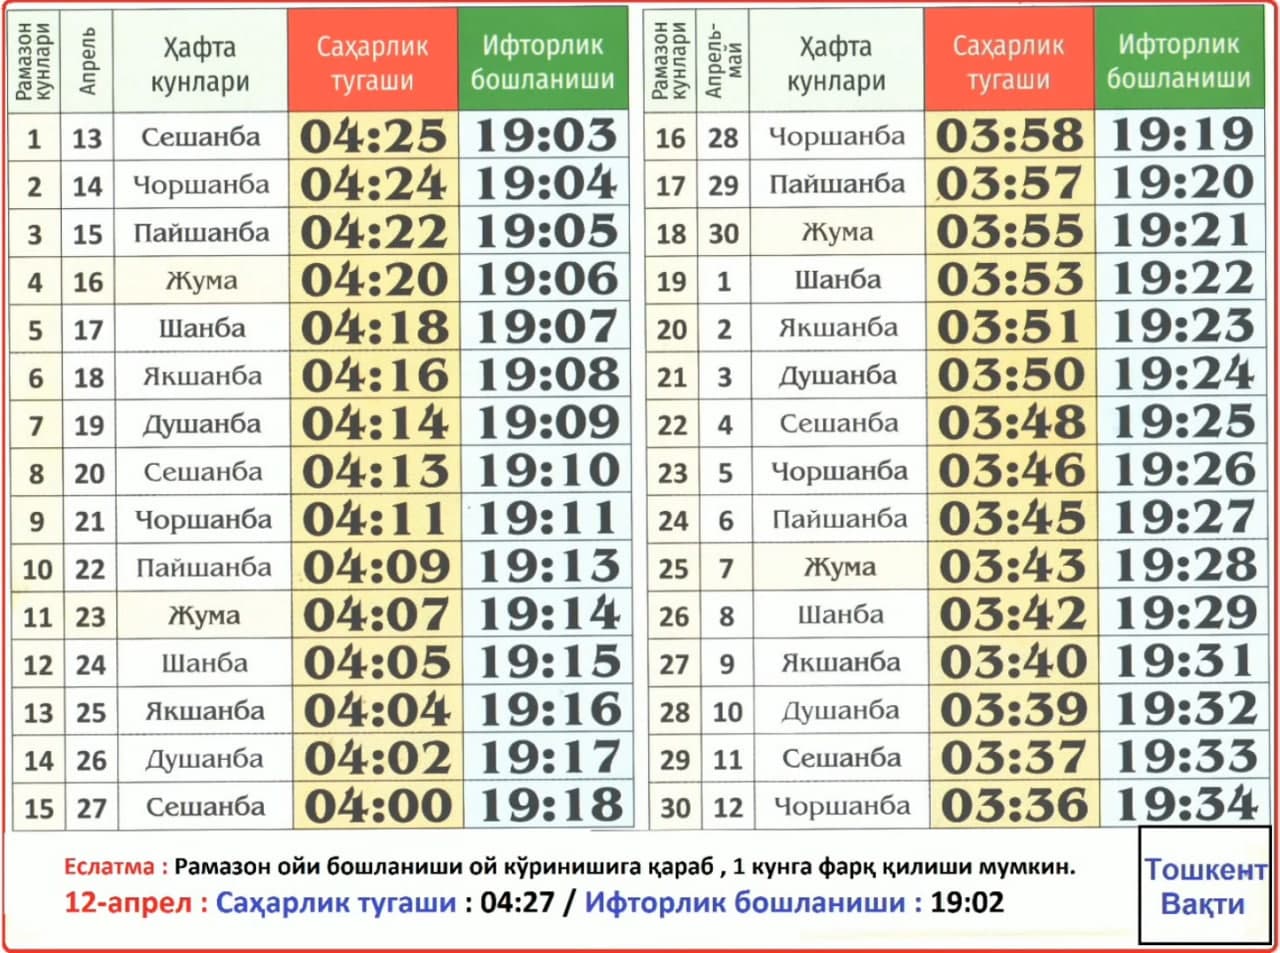 Рамазон кунлари Апрель Ҳафта кунлари Саҳарлик тугаши Ифторлик бошланиши
1 13 Сешанба 04:25 19:03
2 14 Чоршанба 04:24 19:04
3 15 Пайшанба 04:22 19:05
4 16 Жума 04:20 19:06
5 17 Шанба 04:18 19:07
6 18 Якшанба 04:16 19:08
7 19 Душанба 04:14 19:09
8 20 Сешанба 04:13 19:10
9 21 Чоршанба 04:11 19:11
10 22 Пайшанба 04:09 19:13
11 23 Жума 04:07 19:14
12 24 Шанба 04:05 19:15
13 25 Якшанба 04:04 19:16
14 26 Душанба 04:02 19:17
15 27 Сешанба 04:00 19:18
Рамазон кунлари Апрель-май Ҳафта кунлари Саҳарлик тугаши Ифторлик бошланиши
16 28 Чоршанба 03:58 19:19
17 29 Пайшанба 03:57 19:20
18 30 Жума 03:55 19:21
19 1 Шанба 03:53 19:22
20 2 Якшанба 03:51 19:23
21 3 Душанба 03:50 19:24
22 4 Сешанба 03:48 19:25
23 5 Чоршанба 03:46 19:26
24 6 Пайшанба 03:45 19:27
25 7 Жума 03:43 19:28
26 8 Шанба 03:42 19:29
27 9 Якшанба 03:40 19:31
28 10 Душанба 03:39 19:32
29 11 Сешанба 03:37 19:33
30 12 Чоршанба 03:36 19:34
Еслатма : Рамазон ойи бошланиши ой кўринишига қараб , 1 кунга фарқ қилиши мумкин.
12-апрел : Саҳарлик тугаши : 04:27 / Ифторлик бошланиши : 19:02
Тошкент
Вақти